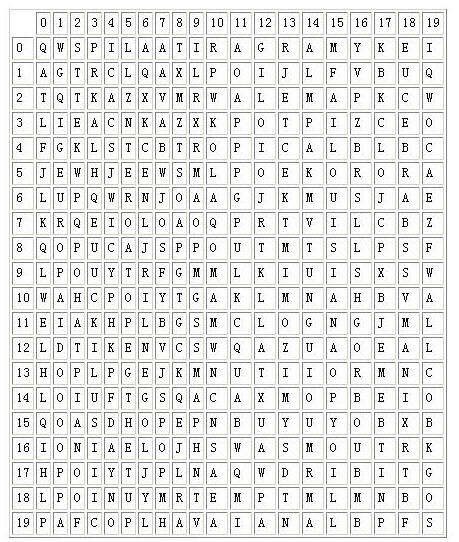 0 1 2 3 4 5 6 7 8 9 10 11 12 13 14 15 16 17 18 19
0 Q W S P I L A A T I R A G R A M Y K E I
1 A G T R C L Q A X L P O I J L F V B U Q
2 T Q T K A Z X V M R W A L E M A P K C W
3 L I E A C N K A Z X K P O T P I Z C E O
4 F G K L S T C B T R O P I C A L B L B C
5 J E W H J E E W S M L P O E K O R O R A
6 L U P Q W R N J O A A G J K M U S J A E
7 K R Q E I O L O A O Q P R T V I L C B Z
8 Q O P U C A J S P P O U T M T S L P S F
9 L P O U Y T R F G M M L K I U I S X S W
10 W A H C P O I Y T G A K L M N A H B V A
11 E I A K H P L B G S M C L O G N G J M L
12 L D T I K E N V C S W Q A Z U A O E A L
13 H O P L P G E J K M N U T I I O R M N C
14 L O I U F T G S Q A C A X M O P B E I O
15 Q O A S D H O P E P N B U Y U Y O B X B
16 I O N I A E L O J H S W A S M O U T R K
17 H P O I Y T J P L N A Q W D R I B I T G
18 L P O I N U Y M R T E M P T M L M N B O
19 P A F C O P L H A V A I A N A L B P F S